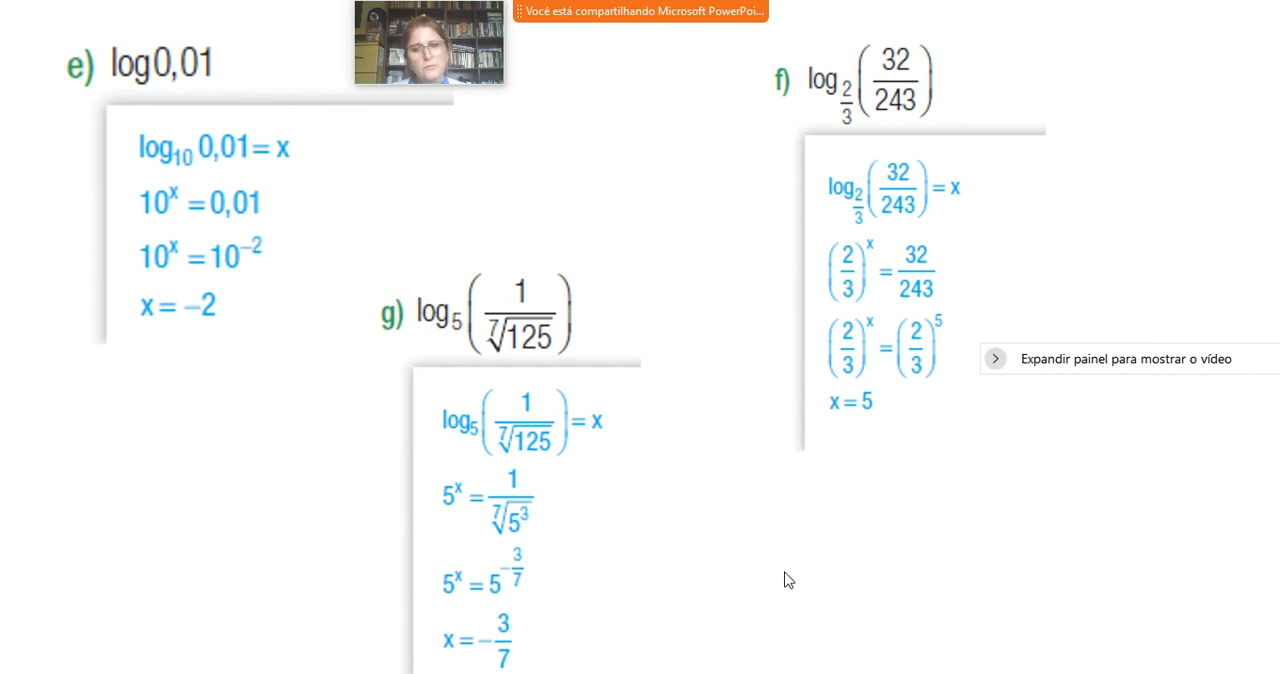 Você está compartilhando Microsoft PowerPoi...
e) log0,01
log₁₀ 0,01 = x
10ˣ = 0,01
10ˣ = 10⁻²
x = –2
f) log_(2/3) (32/243)
log_(2/3) (32/243) = x
(2/3)ˣ = 32/243
(2/3)ˣ = (2/3)⁵
x = 5
g) log₅ (1/⁷√125)
log₅ (1/⁷√125) = x
5ˣ = 1/⁷√5³
5ˣ = 5^(–3/7)
x = –3/7
Expandir painel para mostrar o vídeo